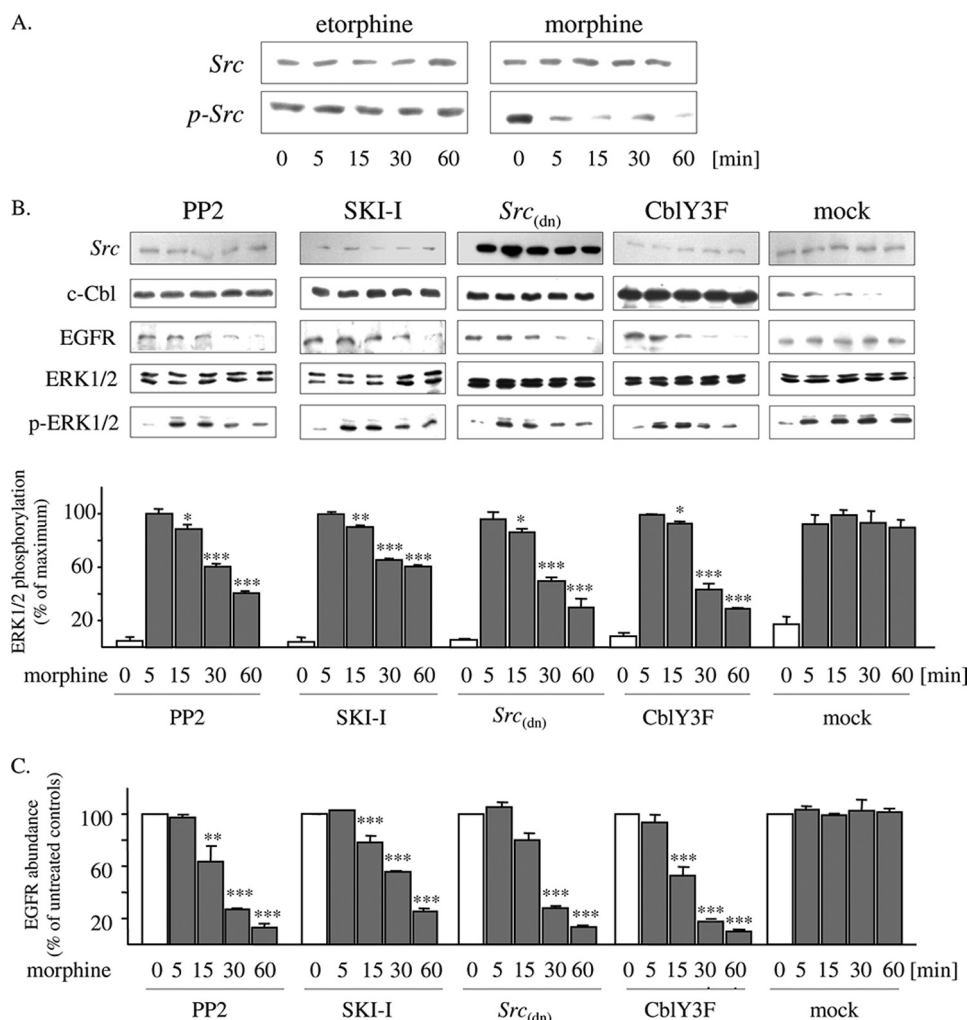 A.
etorphine morphine
Src
p-Src
0 5 15 30 60 0 5 15 30 60 [min]
B.
PP2 SKI-I Src(dn) CblY3F mock
Src
c-Cbl
EGFR
ERK1/2
p-ERK1/2
ERK1/2 phosphorylation
(% of maximum)
100
60
20
* *** *** ** *** *** * *** *** * *** ***
morphine 0 5 15 30 60 0 5 15 30 60 0 5 15 30 60 0 5 15 30 60 0 5 15 30 60 [min]
PP2 SKI-I Src(dn) CblY3F mock
C.
EGFR abundance
(% of untreated controls)
100
60
20
** *** *** *** *** *** *** *** *** *** ***
morphine 0 5 15 30 60 0 5 15 30 60 0 5 15 30 60 0 5 15 30 60 0 5 15 30 60 [min]
PP2 SKI-I Src(dn) CblY3F mock